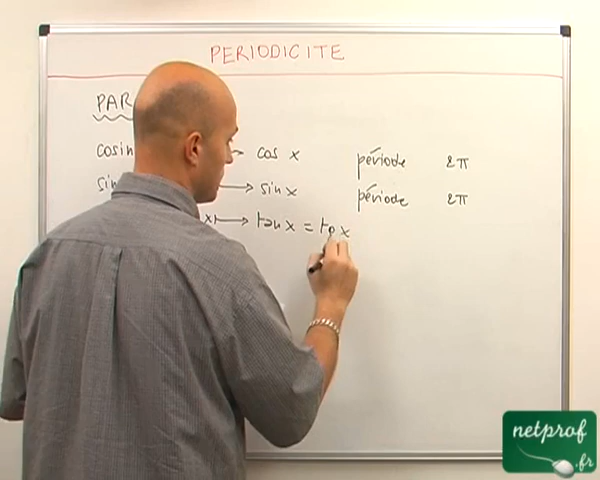 PERIODICITE
PAR
cosin → cos x période 2π
sin → sin x période 2π
x ↦ tan x = tg x
netprof
.fr